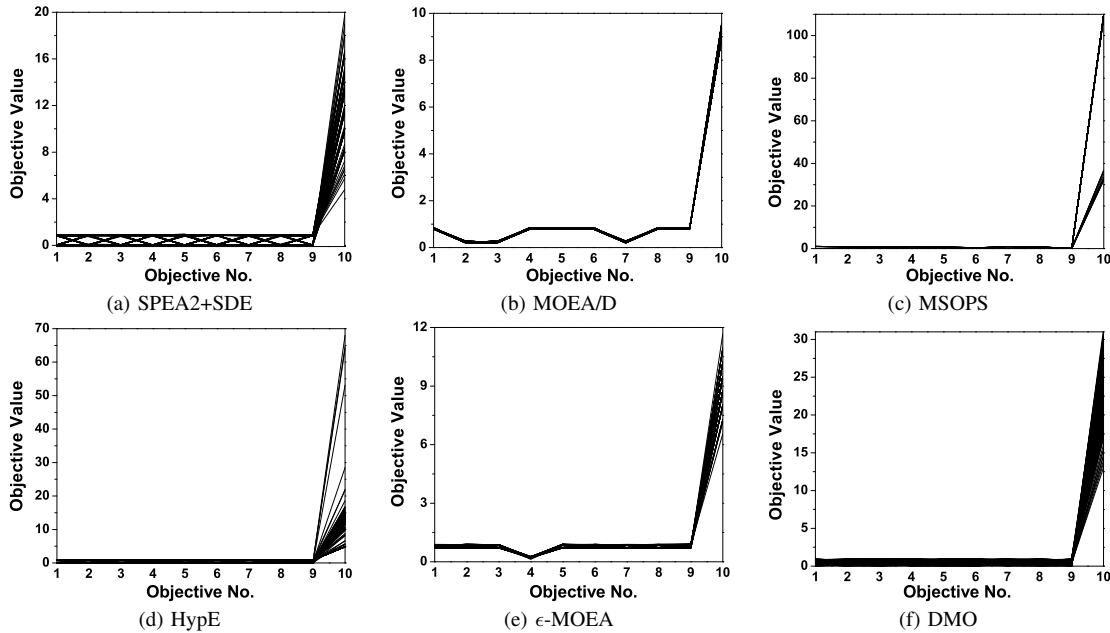 20
16
12
8
4
0
Objective Value
1 2 3 4 5 6 7 8 9 10
Objective No.
(a) SPEA2+SDE
10
8
6
4
2
0
Objective Value
1 2 3 4 5 6 7 8 9 10
Objective No.
(b) MOEA/D
100
80
60
40
20
0
Objective Value
1 2 3 4 5 6 7 8 9 10
Objective No.
(c) MSOPS
70
60
50
40
30
20
10
0
Objective Value
1 2 3 4 5 6 7 8 9 10
Objective No.
(d) HypE
12
9
6
3
0
Objective Value
1 2 3 4 5 6 7 8 9 10
Objective No.
(e) ϵ-MOEA
30
25
20
15
10
5
0
Objective Value
1 2 3 4 5 6 7 8 9 10
Objective No.
(f) DMO